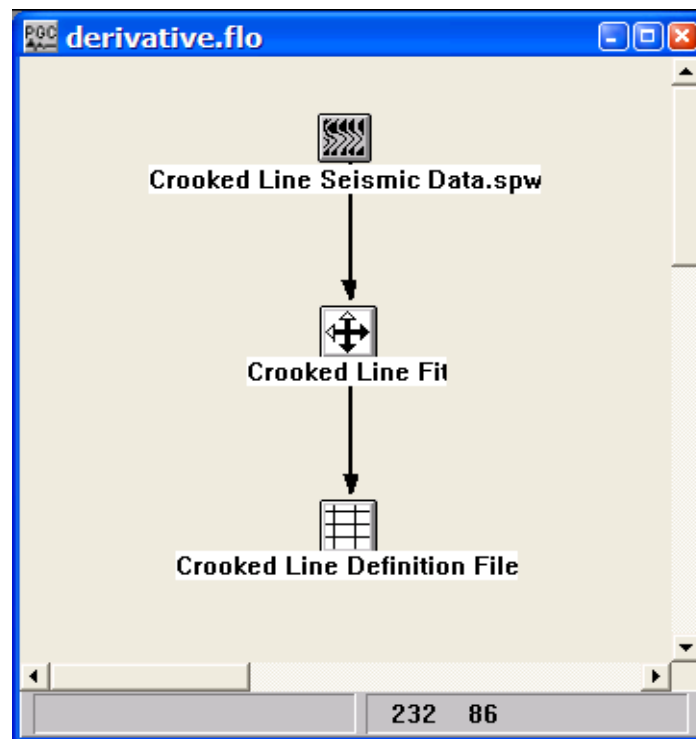 derivative.flo
Crooked Line Seismic Data.spw
Crooked Line Fit
Crooked Line Definition File
232 86